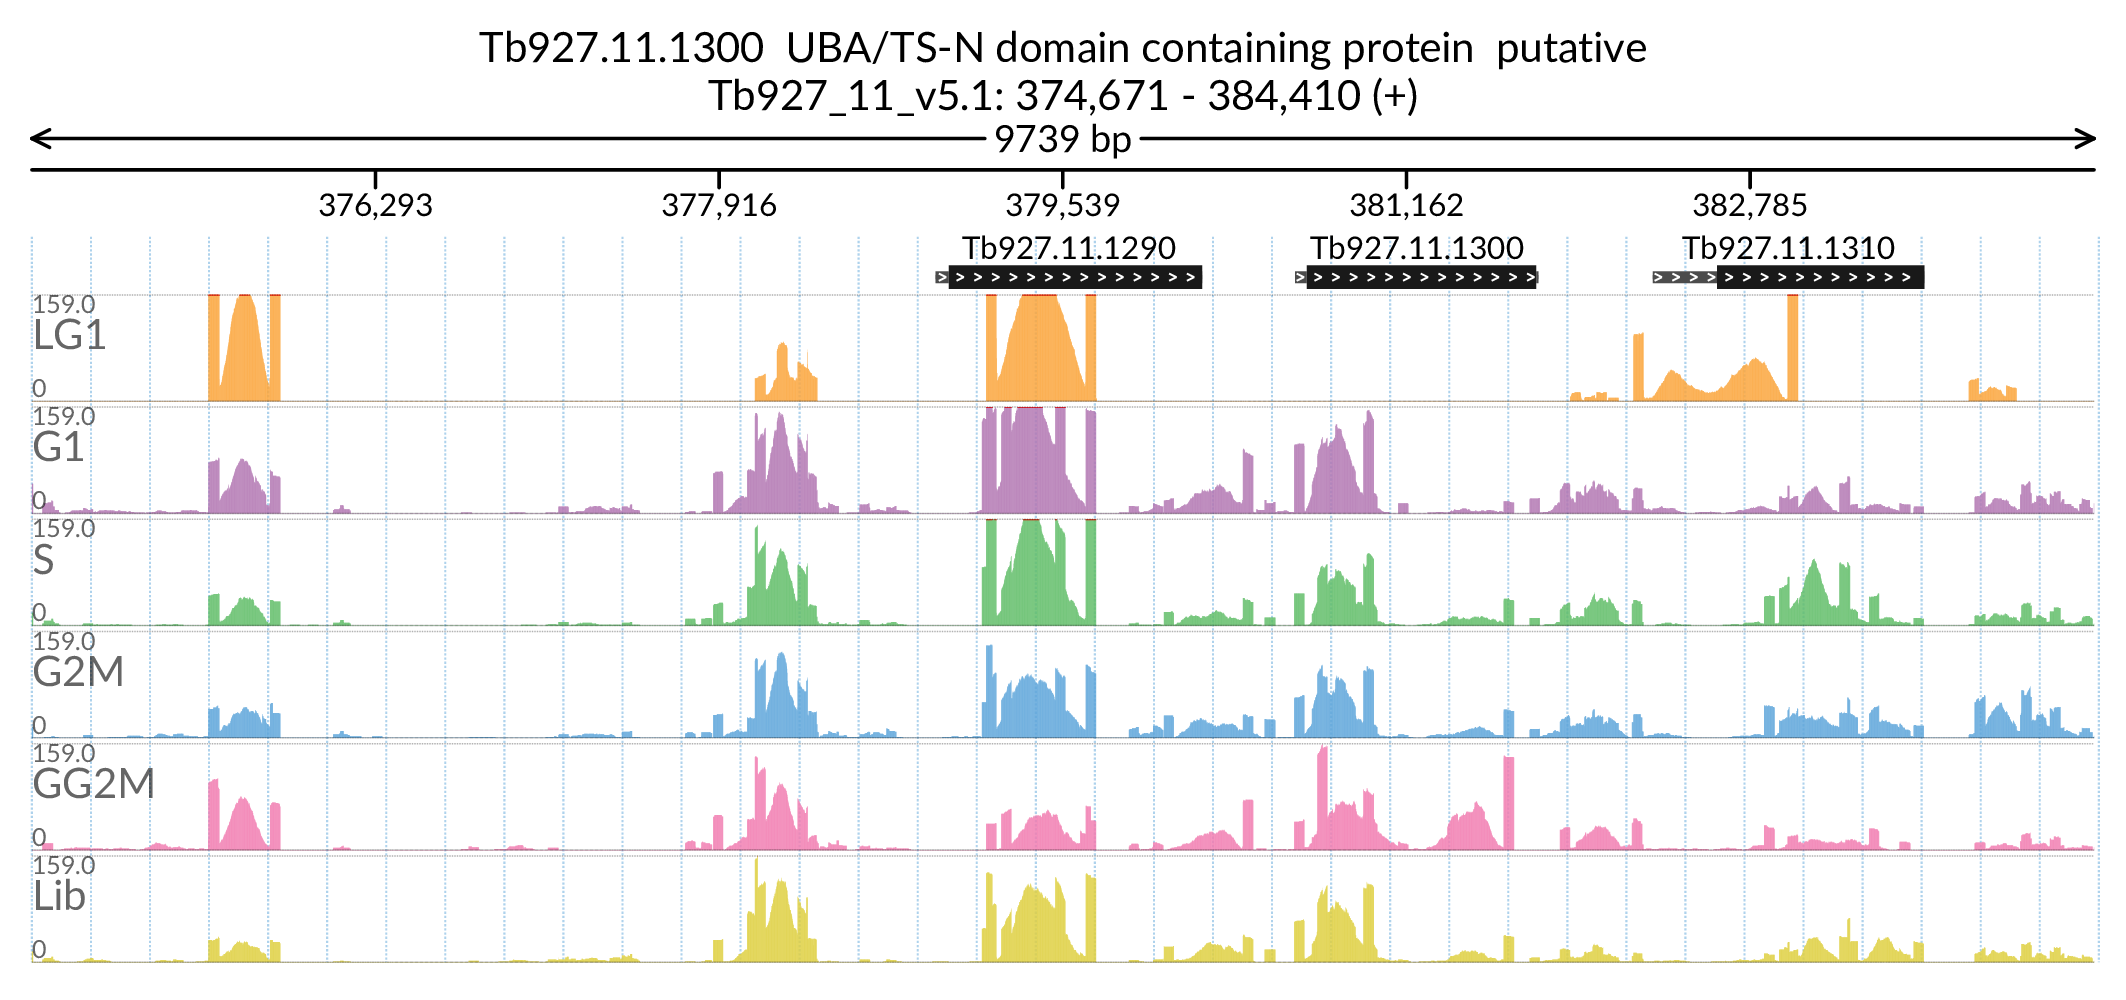 Tb927.11.1300  UBA/TS-N domain containing protein  putative
Tb927_11_v5.1: 374,671 - 384,410 (+)
9739 bp
376,293 377,916 379,539 381,162 382,785
Tb927.11.1290 Tb927.11.1300 Tb927.11.1310
159.0
LG1
0
159.0
G1
0
159.0
S
0
159.0
G2M
0
159.0
GG2M
0
159.0
Lib
0